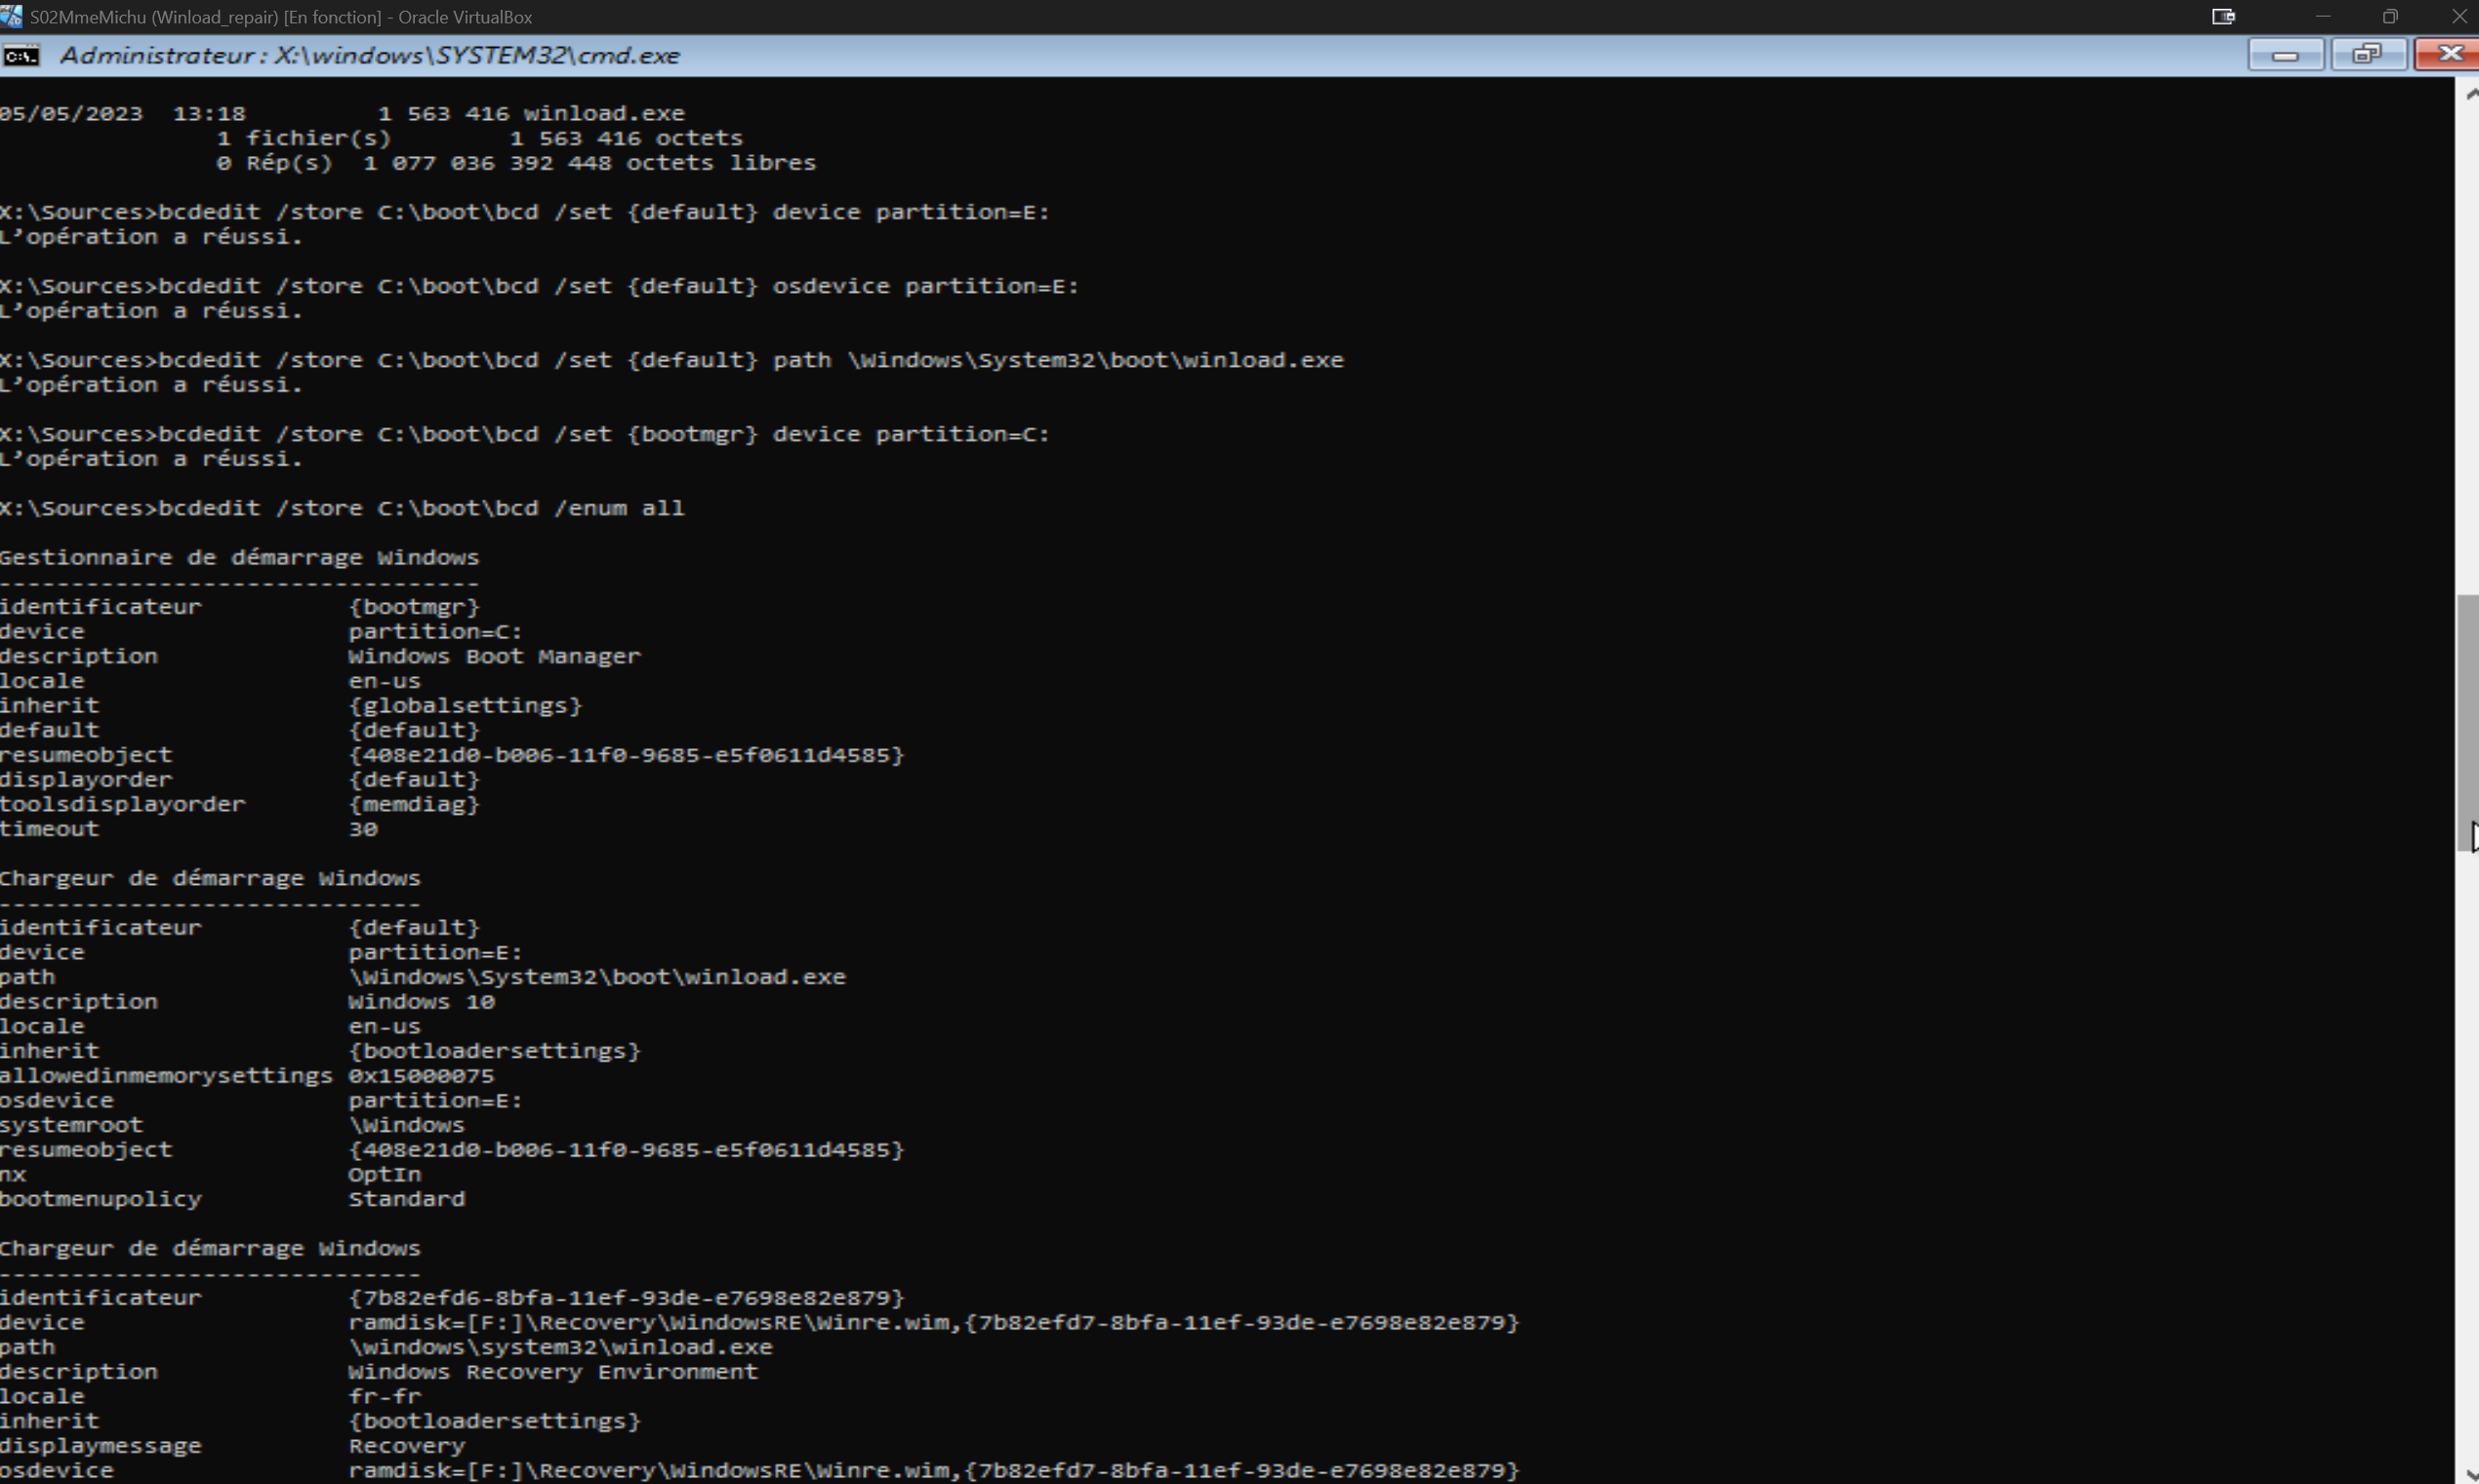 S02MmeMichu (Winload_repair) [En fonction] - Oracle VirtualBox
Administrateur : X:\windows\SYSTEM32\cmd.exe
05/05/2023  13:18         1 563 416 winload.exe
1 fichier(s)        1 563 416 octets
0 Rép(s)  1 077 036 392 448 octets libres
X:\Sources>bcdedit /store C:\boot\bcd /set {default} device partition=E:
L'opération a réussi.
X:\Sources>bcdedit /store C:\boot\bcd /set {default} osdevice partition=E:
L'opération a réussi.
X:\Sources>bcdedit /store C:\boot\bcd /set {default} path \Windows\System32\boot\winload.exe
L'opération a réussi.
X:\Sources>bcdedit /store C:\boot\bcd /set {bootmgr} device partition=C:
L'opération a réussi.
X:\Sources>bcdedit /store C:\boot\bcd /enum all
Gestionnaire de démarrage Windows
---------------------------------
identificateur          {bootmgr}
device                  partition=C:
description             Windows Boot Manager
locale                  en-us
inherit                 {globalsettings}
default                 {default}
resumeobject            {408e21d0-b006-11f0-9685-e5f0611d4585}
displayorder            {default}
toolsdisplayorder       {memdiag}
timeout                 30
Chargeur de démarrage Windows
-----------------------------
identificateur          {default}
device                  partition=E:
path                    \Windows\System32\boot\winload.exe
description             Windows 10
locale                  en-us
inherit                 {bootloadersettings}
allowedinmemorysettings 0x15000075
osdevice                partition=E:
systemroot              \Windows
resumeobject            {408e21d0-b006-11f0-9685-e5f0611d4585}
nx                      OptIn
bootmenupolicy          Standard
Chargeur de démarrage Windows
-----------------------------
identificateur          {7b82efd6-8bfa-11ef-93de-e7698e82e879}
device                  ramdisk=[F:]\Recovery\WindowsRE\Winre.wim,{7b82efd7-8bfa-11ef-93de-e7698e82e879}
path                    \windows\system32\winload.exe
description             Windows Recovery Environment
locale                  fr-fr
inherit                 {bootloadersettings}
displaymessage          Recovery
osdevice                ramdisk=[F:]\Recovery\WindowsRE\Winre.wim,{7b82efd7-8bfa-11ef-93de-e7698e82e879}